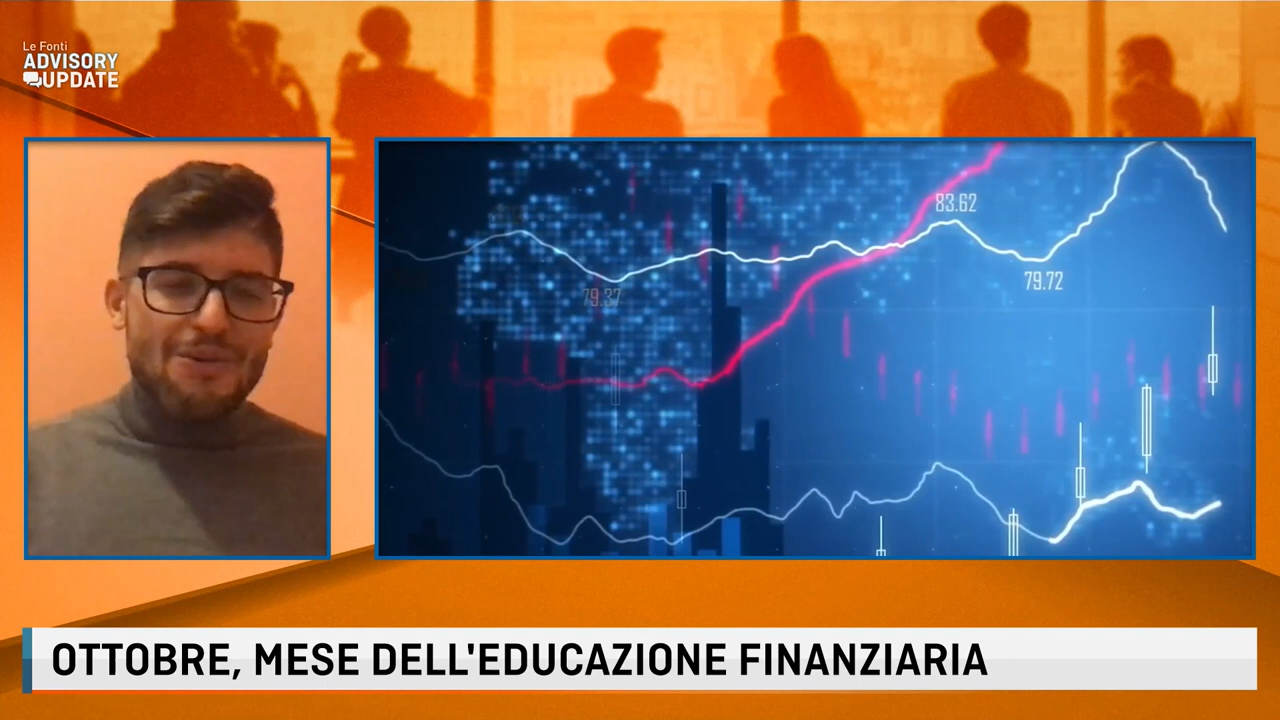 Le Fonti
ADVISORY
UPDATE
83.62
79.37
79.72
OTTOBRE, MESE DELL'EDUCAZIONE FINANZIARIA